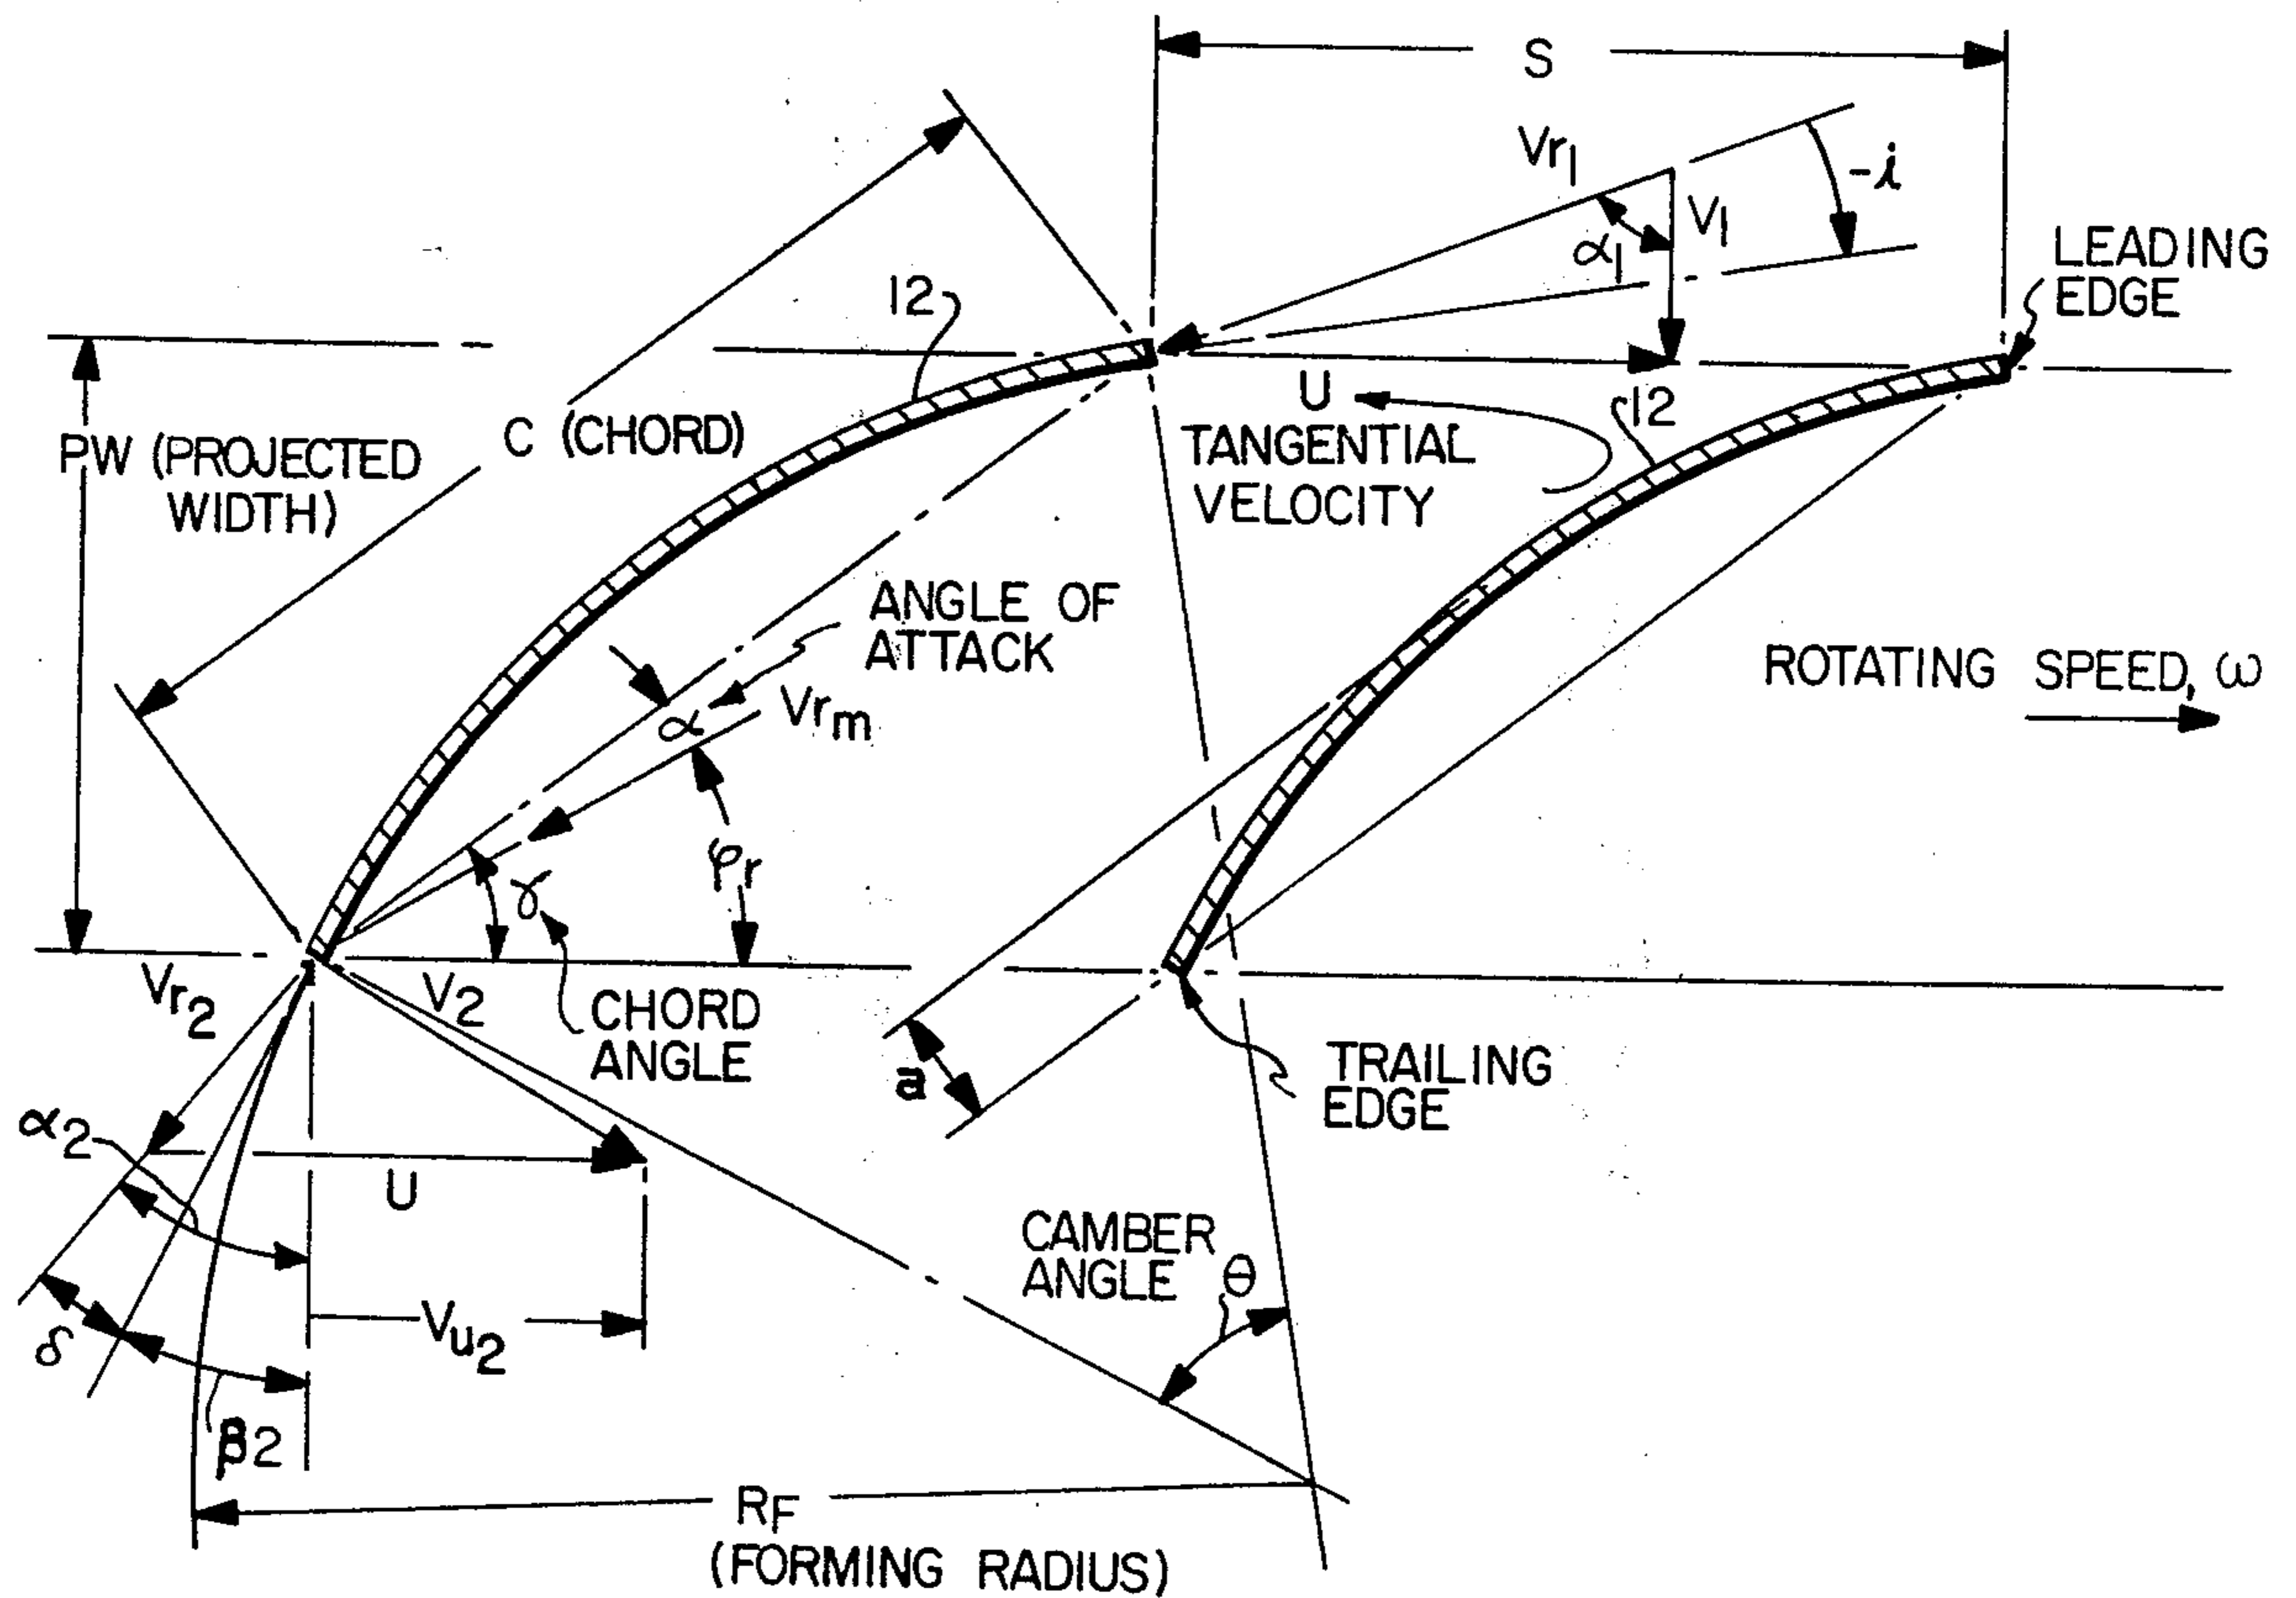 S
Vr1
-i
V1
α1
LEADING
EDGE
12
U
12
C (CHORD)
PW (PROJECTED
WIDTH)
TANGENTIAL
VELOCITY
ANGLE OF
ATTACK
α
Vrm
ROTATING SPEED, ω
φr
γ
Vr2
V2
CHORD
ANGLE
a
TRAILING
EDGE
α2
U
CAMBER
ANGLE
θ
Vu2
δ
β2
RF
(FORMING RADIUS)